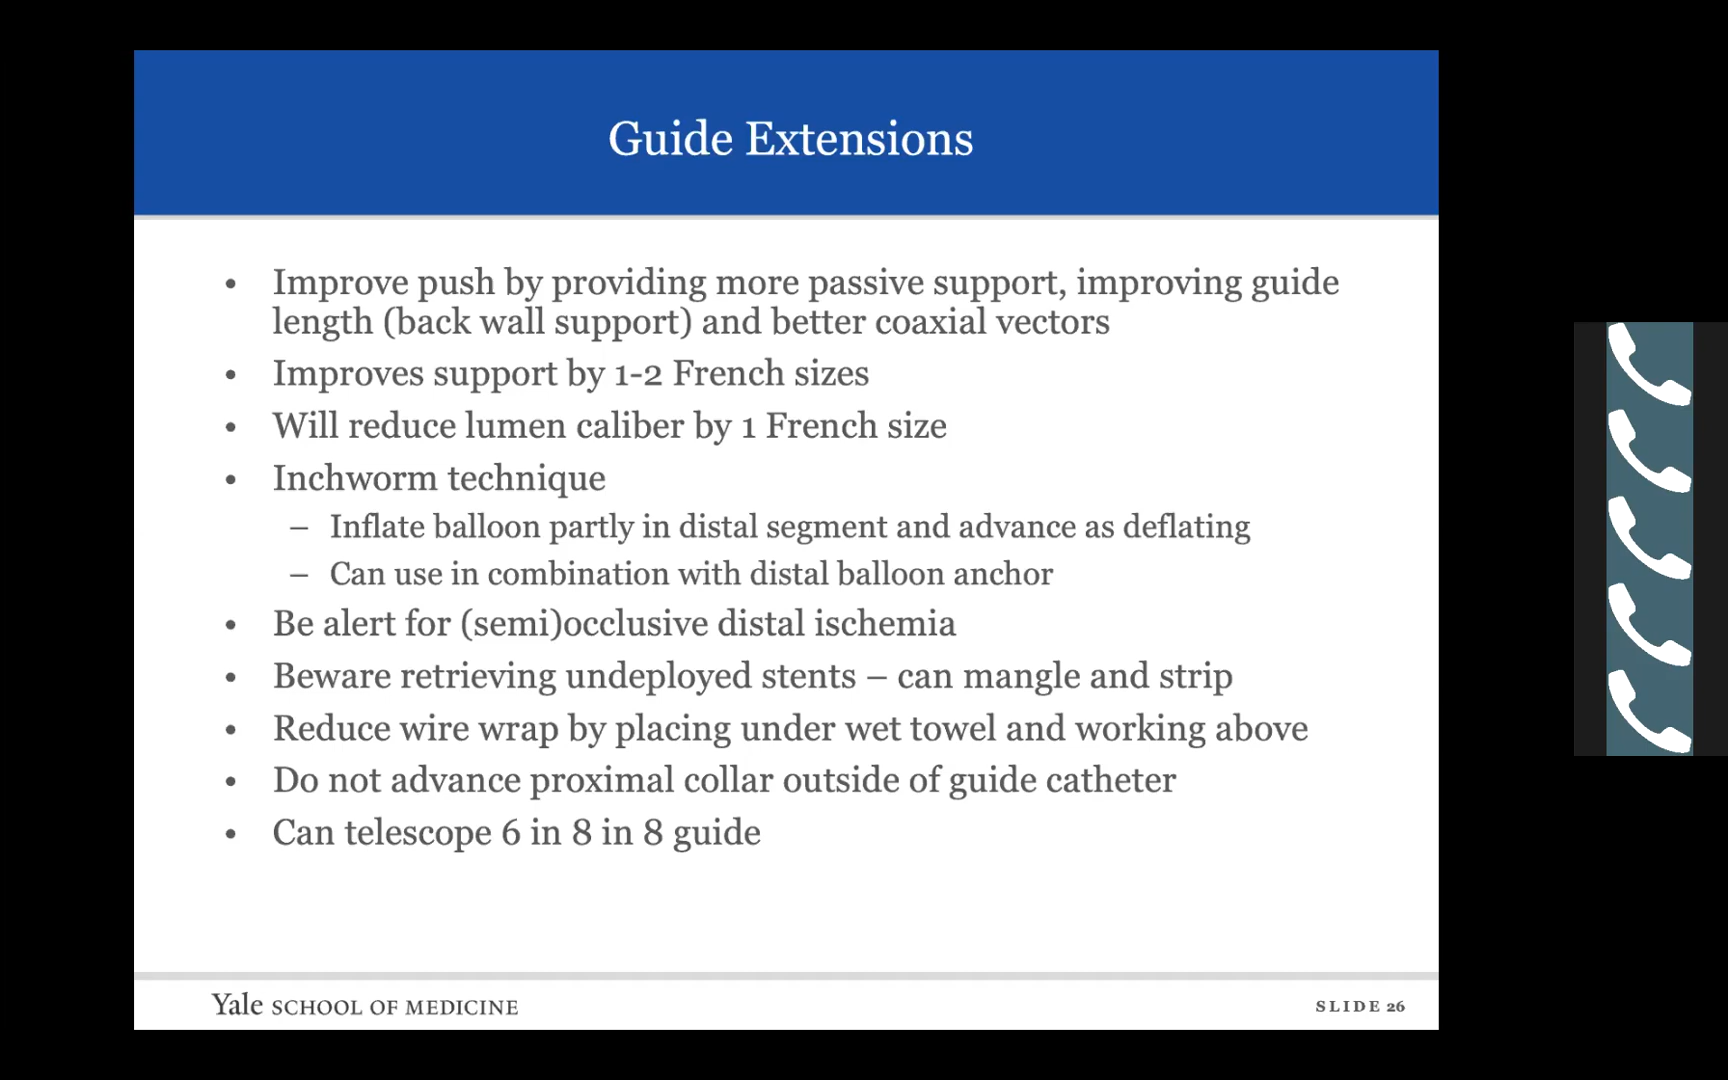 Guide Extensions
• Improve push by providing more passive support, improving guide
length (back wall support) and better coaxial vectors
• Improves support by 1-2 French sizes
• Will reduce lumen caliber by 1 French size
• Inchworm technique
– Inflate balloon partly in distal segment and advance as deflating
– Can use in combination with distal balloon anchor
• Be alert for (semi)occlusive distal ischemia
• Beware retrieving undeployed stents – can mangle and strip
• Reduce wire wrap by placing under wet towel and working above
• Do not advance proximal collar outside of guide catheter
• Can telescope 6 in 8 in 8 guide
Yale SCHOOL OF MEDICINE
SLIDE 26